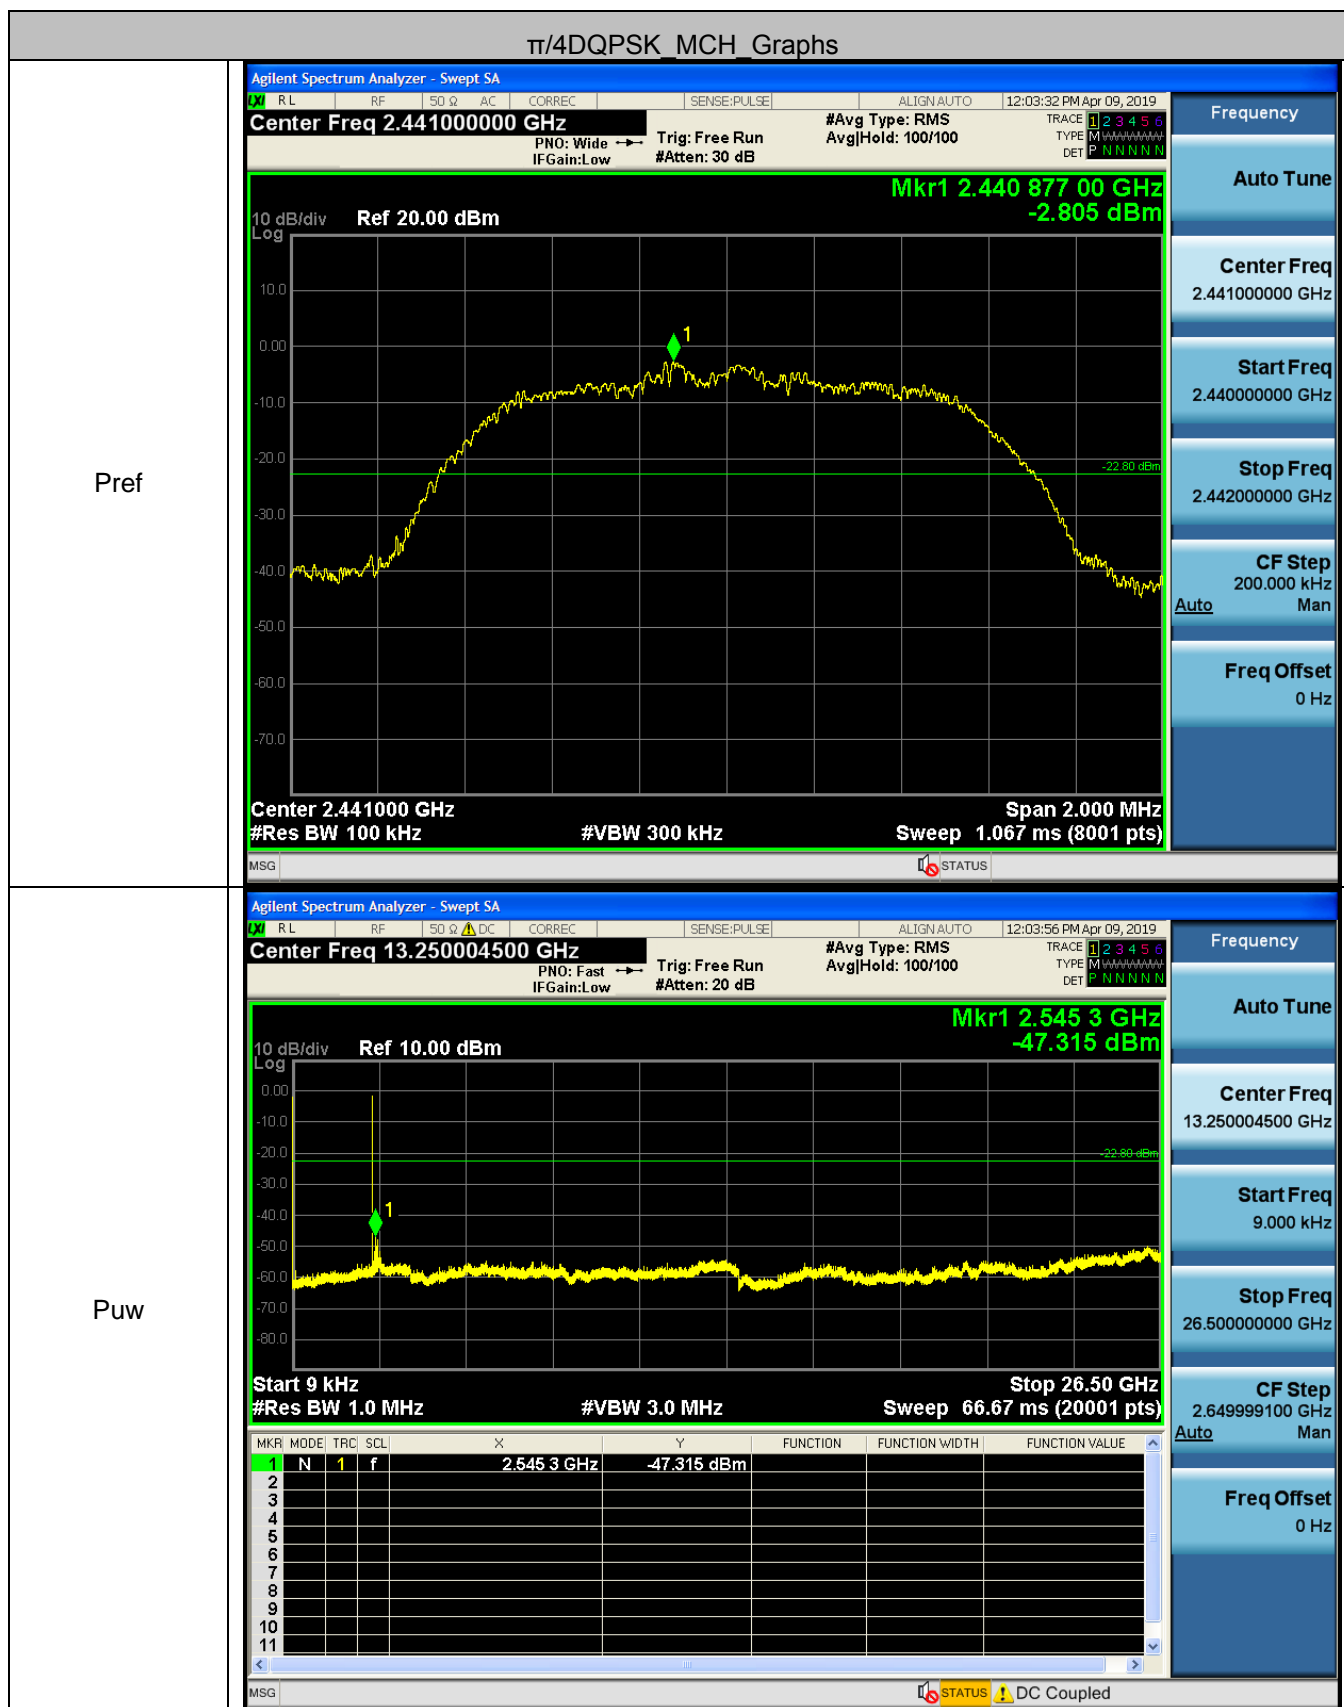 π/4DQPSK_MCH_Graphs
Pref
Agilent Spectrum Analyzer - Swept SA
LXI RL RF 50 Ω AC CORREC SENSE:PULSE ALIGN AUTO 12:03:32 PM Apr 09, 2019
Center Freq 2.441000000 GHz
PNO: Wide
IFGain:Low
Trig: Free Run
#Atten: 30 dB
#Avg Type: RMS
Avg|Hold: 100/100
TRACE 1 2 3 4 5 6
TYPE M
DET P N N N N N
Mkr1 2.440 877 00 GHz
-2.805 dBm
10 dB/div Ref 20.00 dBm
Log
10.0
0.00
-10.0
-20.0
-30.0
-40.0
-50.0
-60.0
-70.0
1
-22.80 dBm
Center 2.441000 GHz Span 2.000 MHz
#Res BW 100 kHz #VBW 300 kHz Sweep 1.067 ms (8001 pts)
MSG STATUS
Frequency
Auto Tune
Center Freq
2.441000000 GHz
Start Freq
2.440000000 GHz
Stop Freq
2.442000000 GHz
CF Step
200.000 kHz
Auto Man
Freq Offset
0 Hz
Puw
Agilent Spectrum Analyzer - Swept SA
LXI RL RF 50 Ω DC CORREC SENSE:PULSE ALIGN AUTO 12:03:56 PM Apr 09, 2019
Center Freq 13.250004500 GHz
PNO: Fast
IFGain:Low
Trig: Free Run
#Atten: 20 dB
#Avg Type: RMS
Avg|Hold: 100/100
TRACE 1 2 3 4 5 6
TYPE M
DET P N N N N N
Mkr1 2.545 3 GHz
-47.315 dBm
10 dB/div Ref 10.00 dBm
Log
0.00
-10.0
-20.0
-30.0
-40.0
-50.0
-60.0
-70.0
-80.0
1
-22.80 dBm
Start 9 kHz Stop 26.50 GHz
#Res BW 1.0 MHz #VBW 3.0 MHz Sweep 66.67 ms (20001 pts)
MKR MODE TRC SCL X Y FUNCTION FUNCTION WIDTH FUNCTION VALUE
1 N 1 f 2.545 3 GHz -47.315 dBm
2
3
4
5
6
7
8
9
10
11
MSG STATUS DC Coupled
Frequency
Auto Tune
Center Freq
13.250004500 GHz
Start Freq
9.000 kHz
Stop Freq
26.500000000 GHz
CF Step
2.649999100 GHz
Auto Man
Freq Offset
0 Hz